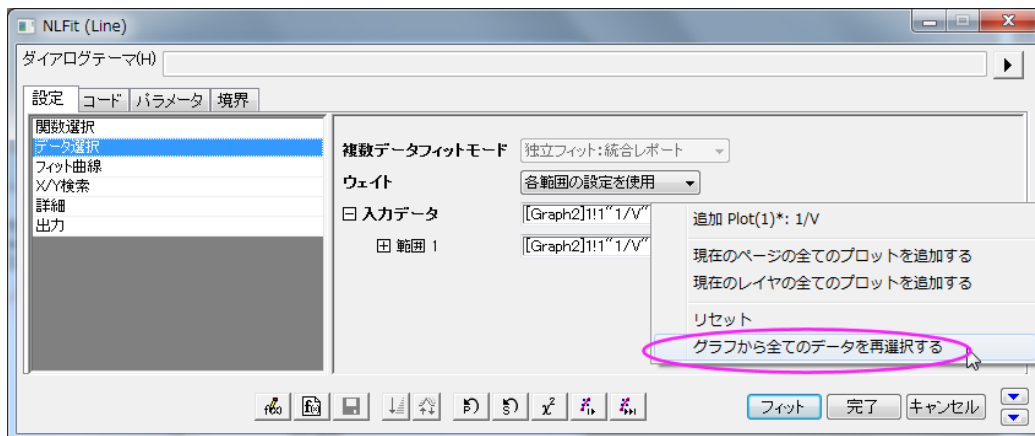 NLFit (Line)
ダイアログテーマ(H)
設定 コード パラメータ 境界
関数選択
データ選択
フィット曲線
X/Y検索
詳細
出力
複数データフィットモード 独立フィット:統合レポート
ウェイト 各範囲の設定を使用
入力データ [Graph2]1!1"1/V"
範囲 1 [Graph2]1!1"1/V"
追加 Plot(1)*: 1/V
現在のページの全てのプロットを追加する
現在のレイヤの全てのプロットを追加する
リセット
グラフから全てのデータを再選択する
フィット 完了 キャンセル